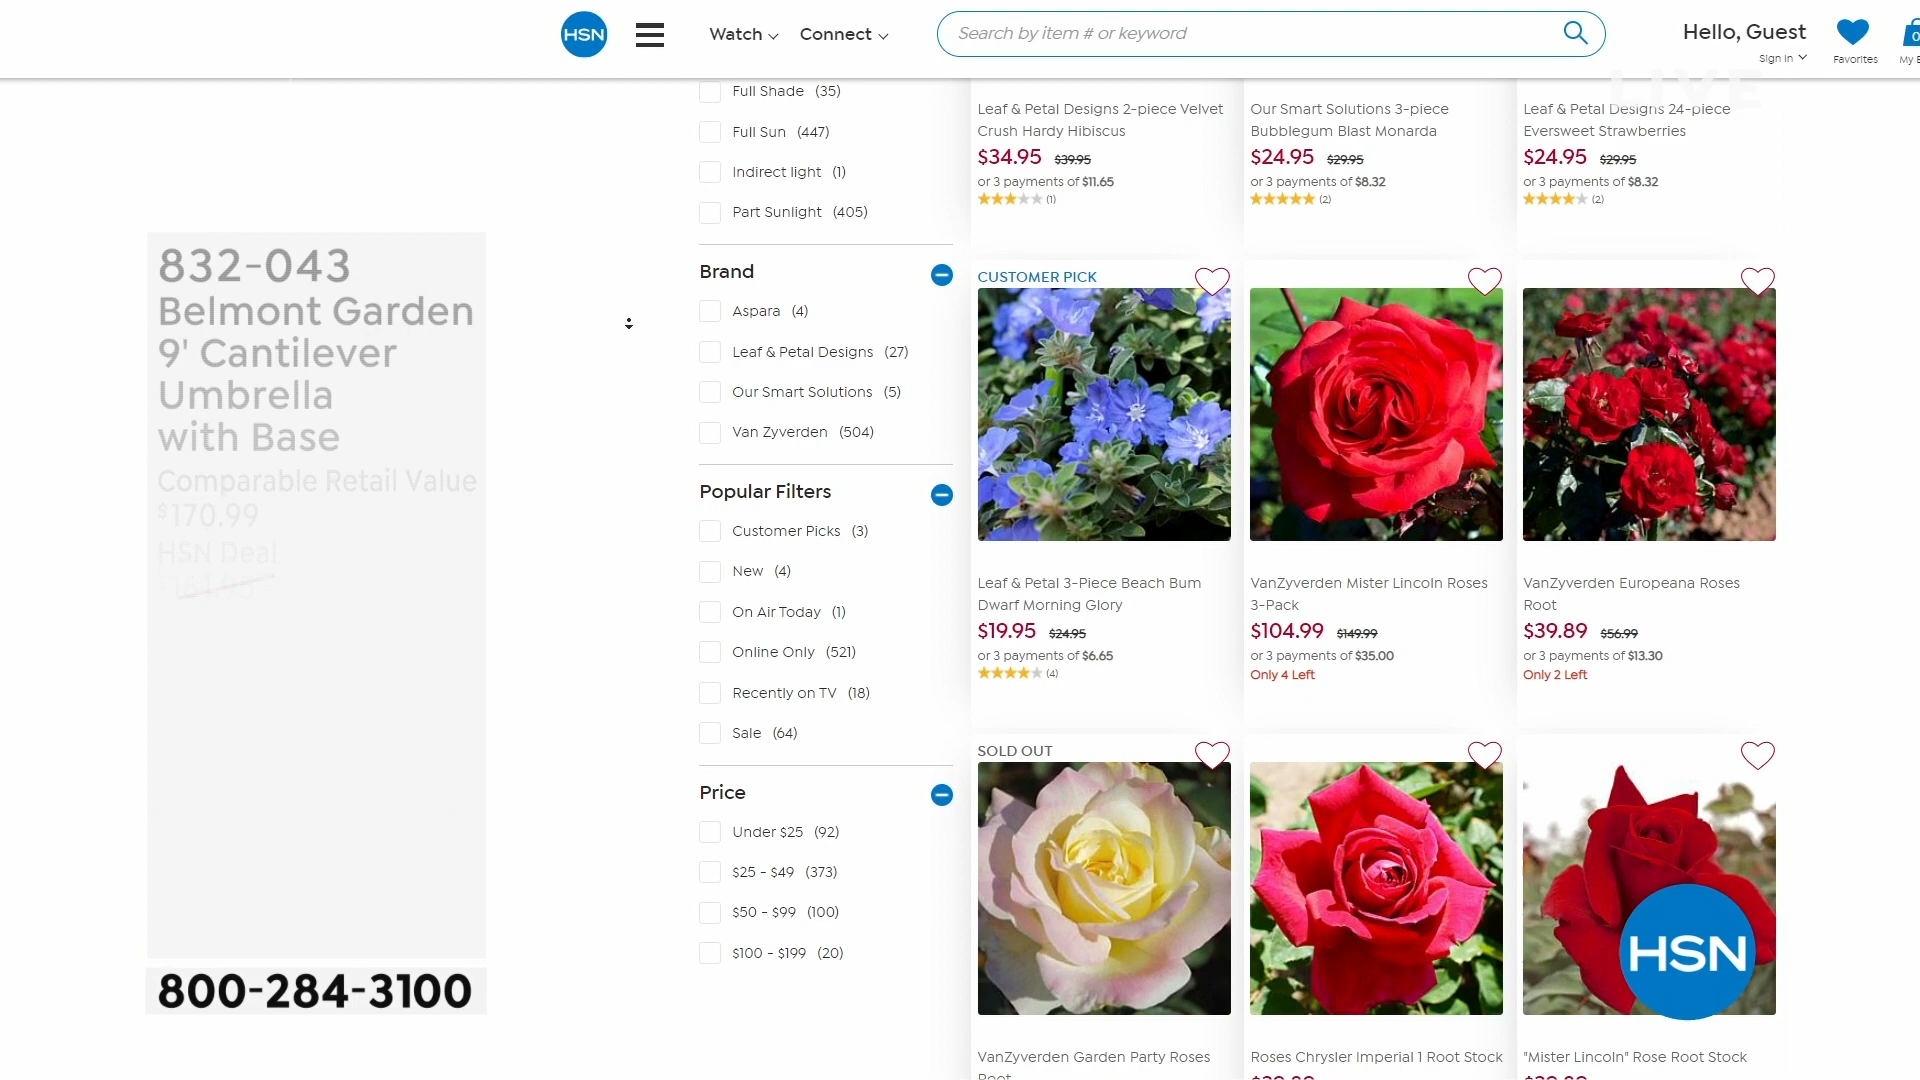 HSN
Watch
Connect
Search by item # or keyword
Hello, Guest
Sign In
Favorites
0
LIVE
Full Shade (35)
Full Sun (447)
Indirect light (1)
Part Sunlight (405)
Brand
Aspara (4)
Leaf & Petal Designs (27)
Our Smart Solutions (5)
Van Zyverden (504)
Popular Filters
Customer Picks (3)
New (4)
On Air Today (1)
Online Only (521)
Recently on TV (18)
Sale (64)
Price
Under $25 (92)
$25 - $49 (373)
$50 - $99 (100)
$100 - $199 (20)
832-043
Belmont Garden
9' Cantilever
Umbrella
with Base
Comparable Retail Value
$170.99
HSN Deal
$161.95
800-284-3100
Leaf & Petal Designs 2-piece Velvet
Crush Hardy Hibiscus
$34.95 $39.95
or 3 payments of $11.65
(1)
Our Smart Solutions 3-piece
Bubblegum Blast Monarda
$24.95 $29.95
or 3 payments of $8.32
(2)
Leaf & Petal Designs 24-piece
Eversweet Strawberries
$24.95 $29.95
or 3 payments of $8.32
(2)
CUSTOMER PICK
Leaf & Petal 3-Piece Beach Bum
Dwarf Morning Glory
$19.95 $24.95
or 3 payments of $6.65
(4)
VanZyverden Mister Lincoln Roses
3-Pack
$104.99 $149.99
or 3 payments of $35.00
Only 4 Left
VanZyverden Europeana Roses
Root
$39.89 $56.99
or 3 payments of $13.30
Only 2 Left
SOLD OUT
VanZyverden Garden Party Roses
Root
Roses Chrysler Imperial 1 Root Stock
"Mister Lincoln" Rose Root Stock
HSN